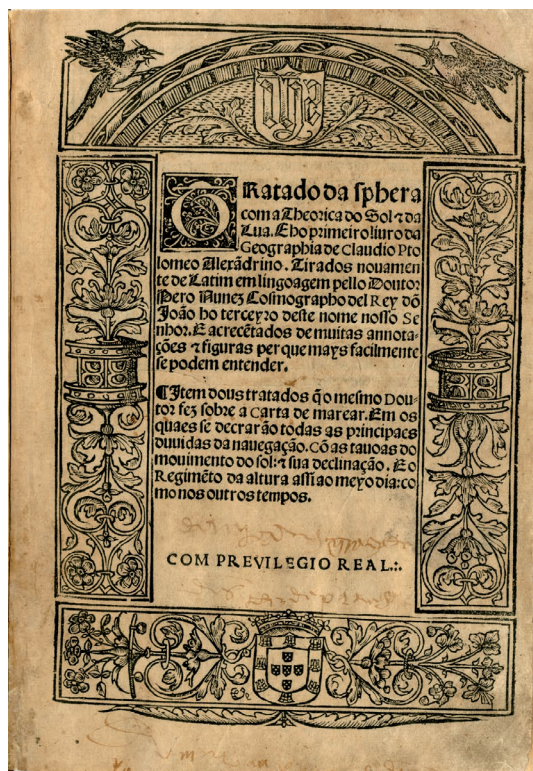 jhs
O Tratado da sphera
com a Theorica do Sol ⁊ da
Lua. E ho primeiro liuro da
Geographia de Claudio Pto
lomeo Alexãdrino. Tirados nouamen
te de Latim em lingoagem pello Doutor
Pero Nunez Cosmographo del Rey dõ
João ho terceyro deste nome nosso Se
nhor. E acrecẽtados de muitas annota-
ções ⁊ figuras per que mays facilmente
se podem entender.
¶ Item dous tratados q̃ o mesmo Dou-
tor fez sobre a Carta de marear. Em os
quaes se decrarão todas as principaes
duuidas da nauegação. Cõ as tauoas do
mouimento do sol: ⁊ sua declinação. E o
Regimẽto da altura assi ao meyo dia: co
mo nos outros tempos.
COM PREVILEGIO REAL.:.